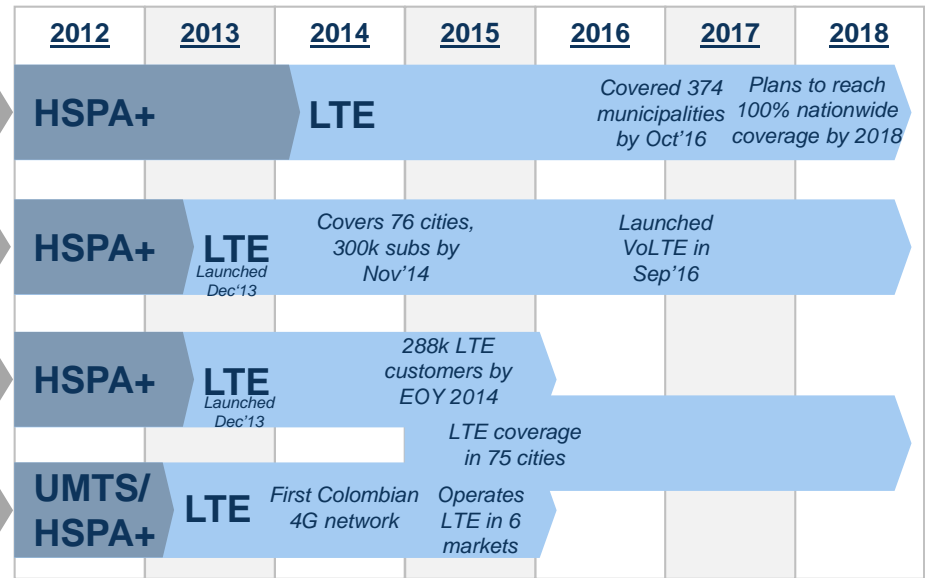 2012 2013 2014 2015 2016 2017 2018
HSPA+
LTE
Covered 374
municipalities
by Oct'16
Plans to reach
100% nationwide
coverage by 2018
HSPA+
LTE
Launched
Dec‘13
Covers 76 cities,
300k subs by
Nov'14
Launched
VoLTE in
Sep'16
HSPA+
LTE
Launched
Dec'13
288k LTE
customers by
EOY 2014
LTE coverage
in 75 cities
UMTS/
HSPA+
LTE
First Colombian
4G network
Operates
LTE in 6
markets